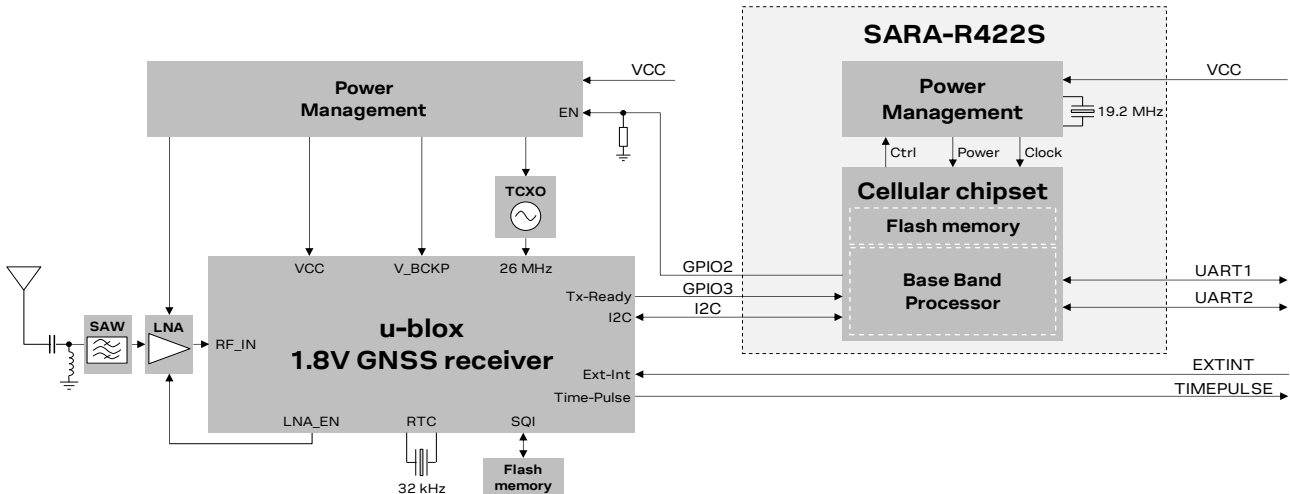 SARA-R422S
VCC
Power
Management
EN
VCC
Power
Management
19.2 MHz
Ctrl
Power
Clock
TCXO
Cellular chipset
Flash memory
Base Band
Processor
VCC
V_BCKP
26 MHz
GPIO2
Tx-Ready
GPIO3
I2C
I2C
UART1
UART2
SAW
LNA
RF_IN
u-blox
1.8V GNSS receiver
Ext-Int
EXTINT
Time-Pulse
TIMEPULSE
LNA_EN
RTC
SQI
32 kHz
Flash
memory